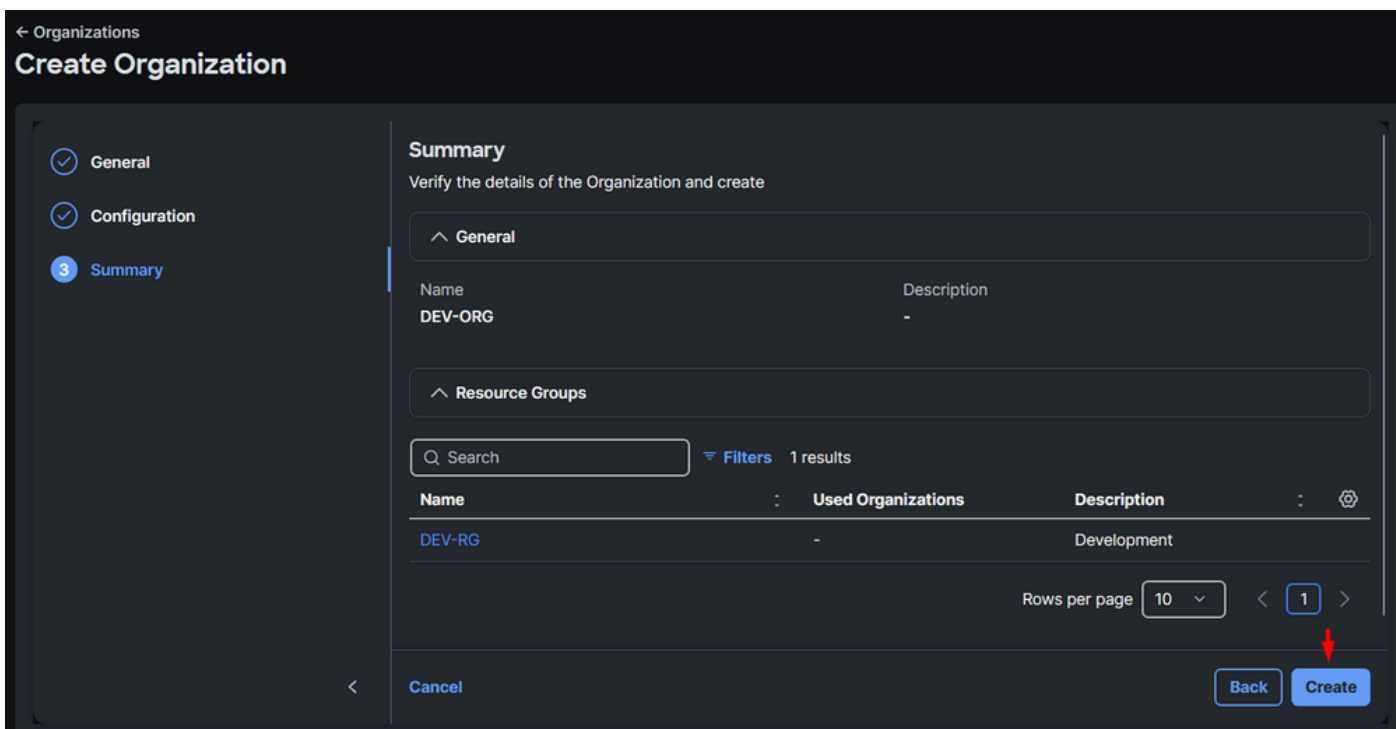 ← Organizations
Create Organization
General
Configuration
3 Summary
Summary
Verify the details of the Organization and create
General
Name Description
DEV-ORG -
Resource Groups
Search Filters 1 results
Name Used Organizations Description
DEV-RG - Development
Rows per page 10 1
Cancel Back Create